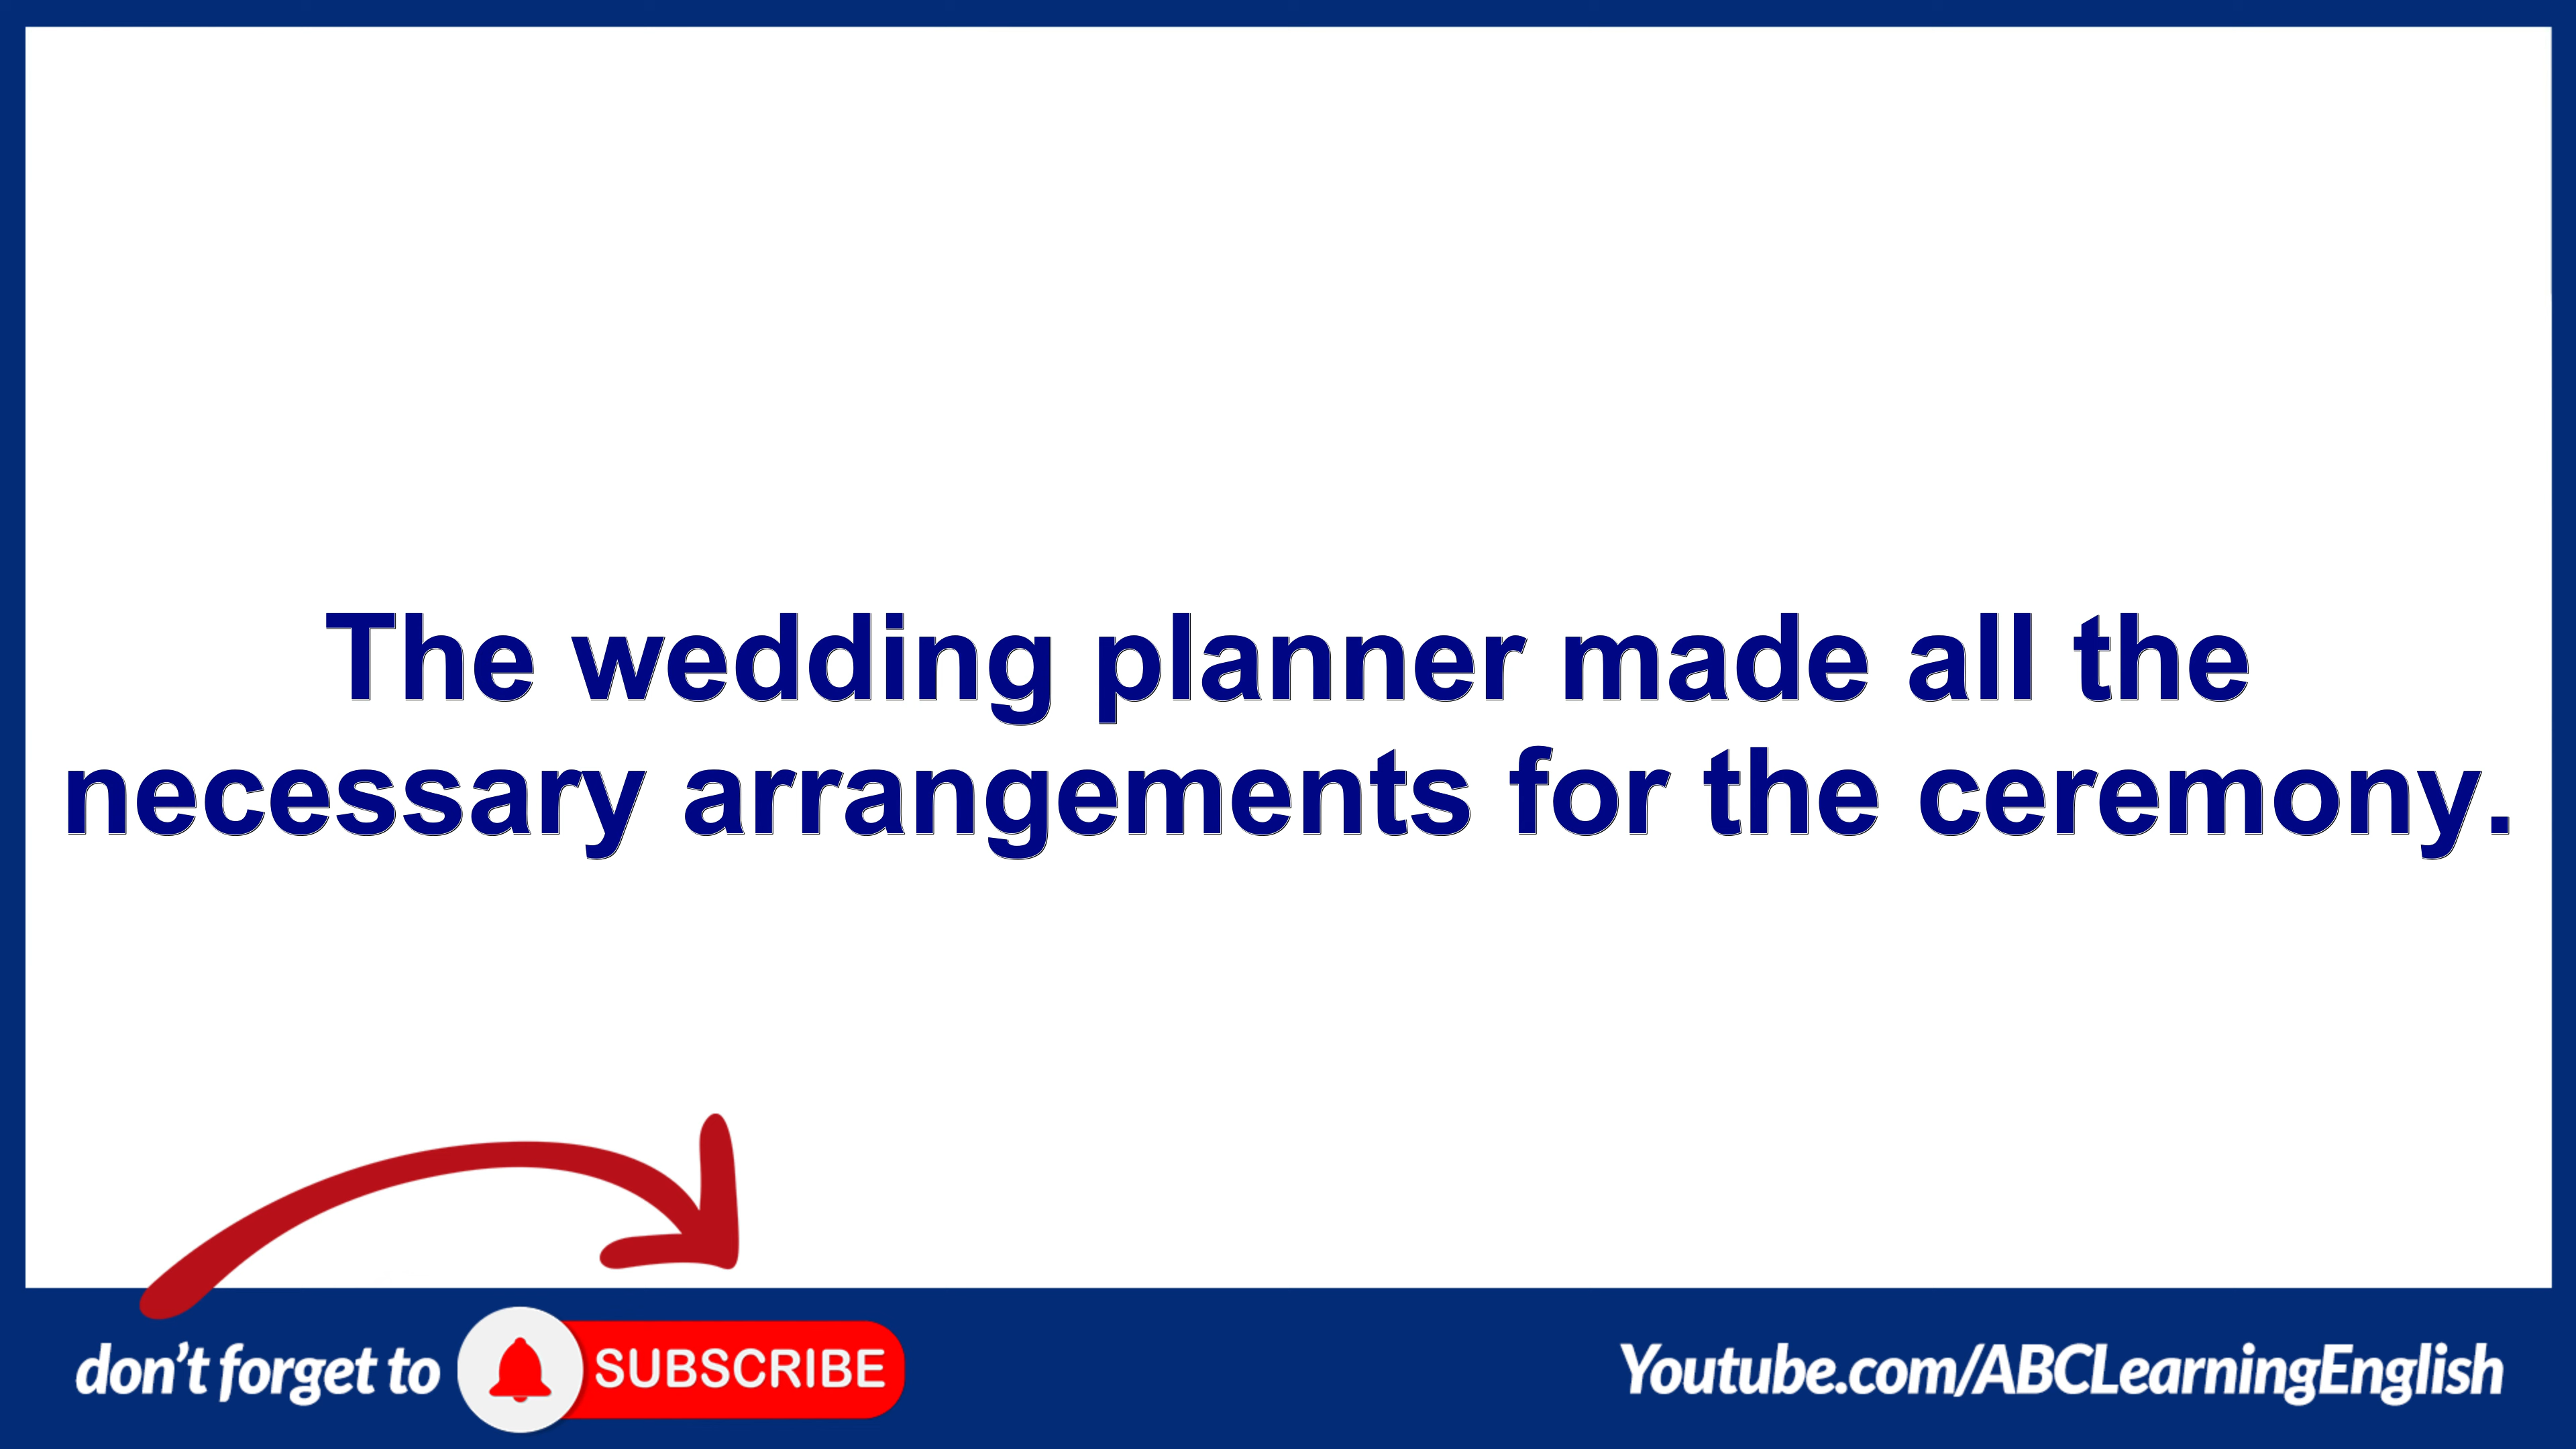 The wedding planner made all the
necessary arrangements for the ceremony.
don't forget to SUBSCRIBE
Youtube.com/ABCLearningEnglish